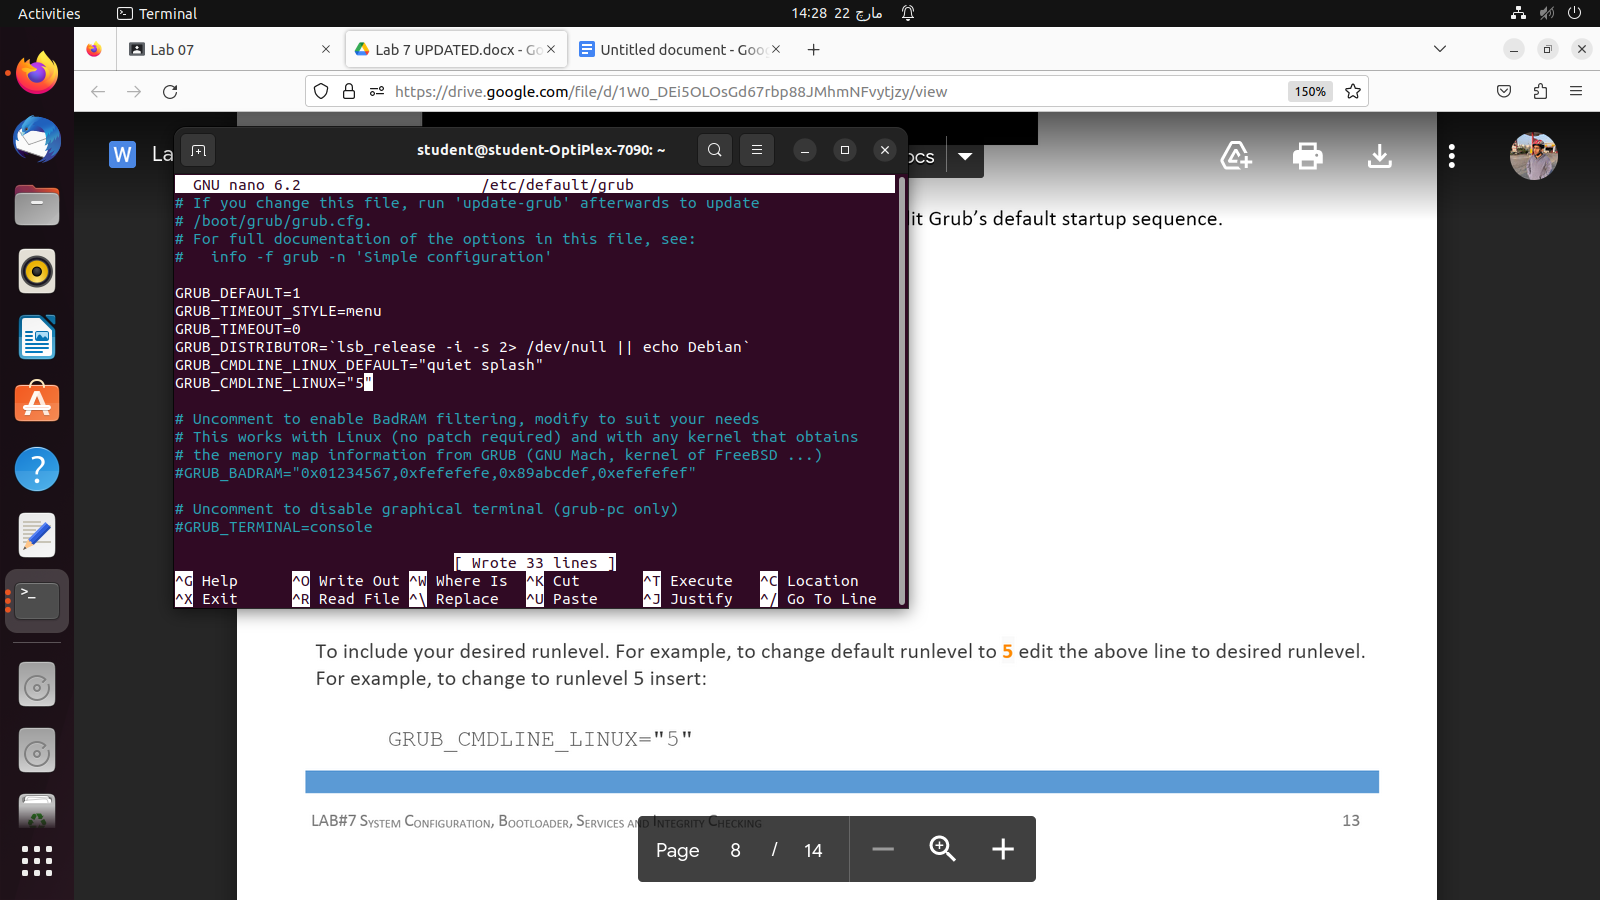 Activities
Terminal
14:28 22 مارچ
Lab 07
Lab 7 UPDATED.docx - Go
Untitled document - Goog
https://drive.google.com/file/d/1W0_DEi5OLOsGd67rbp88JMhmNFvytjzy/view
150%
W
La
ocs
student@student-OptiPlex-7090: ~
GNU nano 6.2 /etc/default/grub
# If you change this file, run 'update-grub' afterwards to update
# /boot/grub/grub.cfg.
# For full documentation of the options in this file, see:
#   info -f grub -n 'Simple configuration'
GRUB_DEFAULT=1
GRUB_TIMEOUT_STYLE=menu
GRUB_TIMEOUT=0
GRUB_DISTRIBUTOR=`lsb_release -i -s 2> /dev/null || echo Debian`
GRUB_CMDLINE_LINUX_DEFAULT="quiet splash"
GRUB_CMDLINE_LINUX="5"
# Uncomment to enable BadRAM filtering, modify to suit your needs
# This works with Linux (no patch required) and with any kernel that obtains
# the memory map information from GRUB (GNU Mach, kernel of FreeBSD ...)
#GRUB_BADRAM="0x01234567,0xfefefefe,0x89abcdef,0xefefefef"
# Uncomment to disable graphical terminal (grub-pc only)
#GRUB_TERMINAL=console
[ Wrote 33 lines ]
^G Help ^O Write Out ^W Where Is ^K Cut ^T Execute ^C Location
^X Exit ^R Read File ^\ Replace ^U Paste ^J Justify ^/ Go To Line
it Grub’s default startup sequence.
To include your desired runlevel. For example, to change default runlevel to 5 edit the above line to desired runlevel.
For example, to change to runlevel 5 insert:
GRUB_CMDLINE_LINUX="5"
LAB#7 System Configuration, Bootloader, Services and Integrity Checking
13
Page 8 / 14